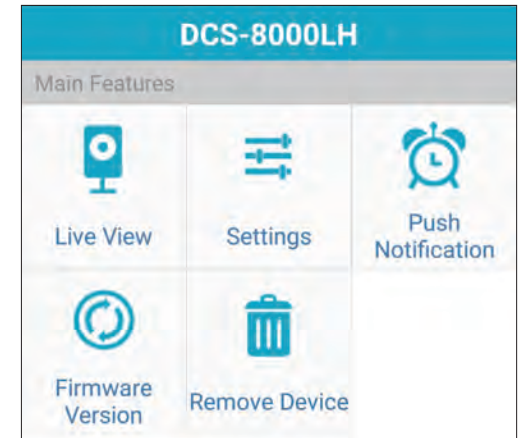 DCS-8000LH
Main Features
Live View
Settings
Push
Notification
Firmware
Version
Remove Device